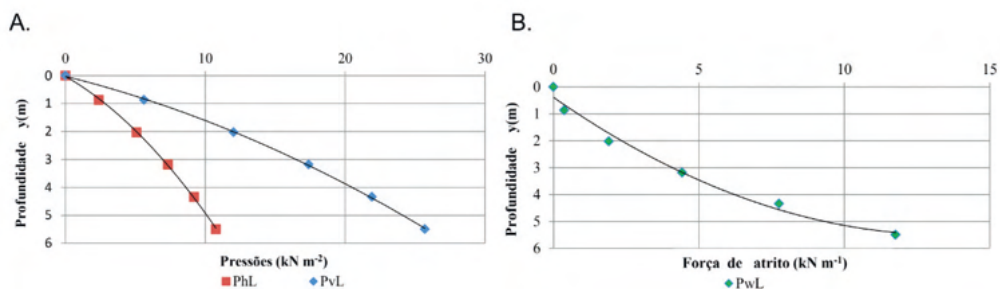 A.
0 10 20 30
0
1
2
3
4
5
6
Profundidade y(m)
Pressões (kN m⁻²)
PhL PvL
B.
0 5 10 15
0
1
2
3
4
5
6
Profundidade y(m)
Força de atrito (kN m⁻¹)
PwL